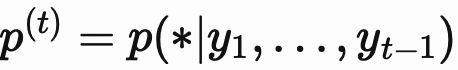 p^{(t)} = p(*|y_1, . . . , y_{t-1})